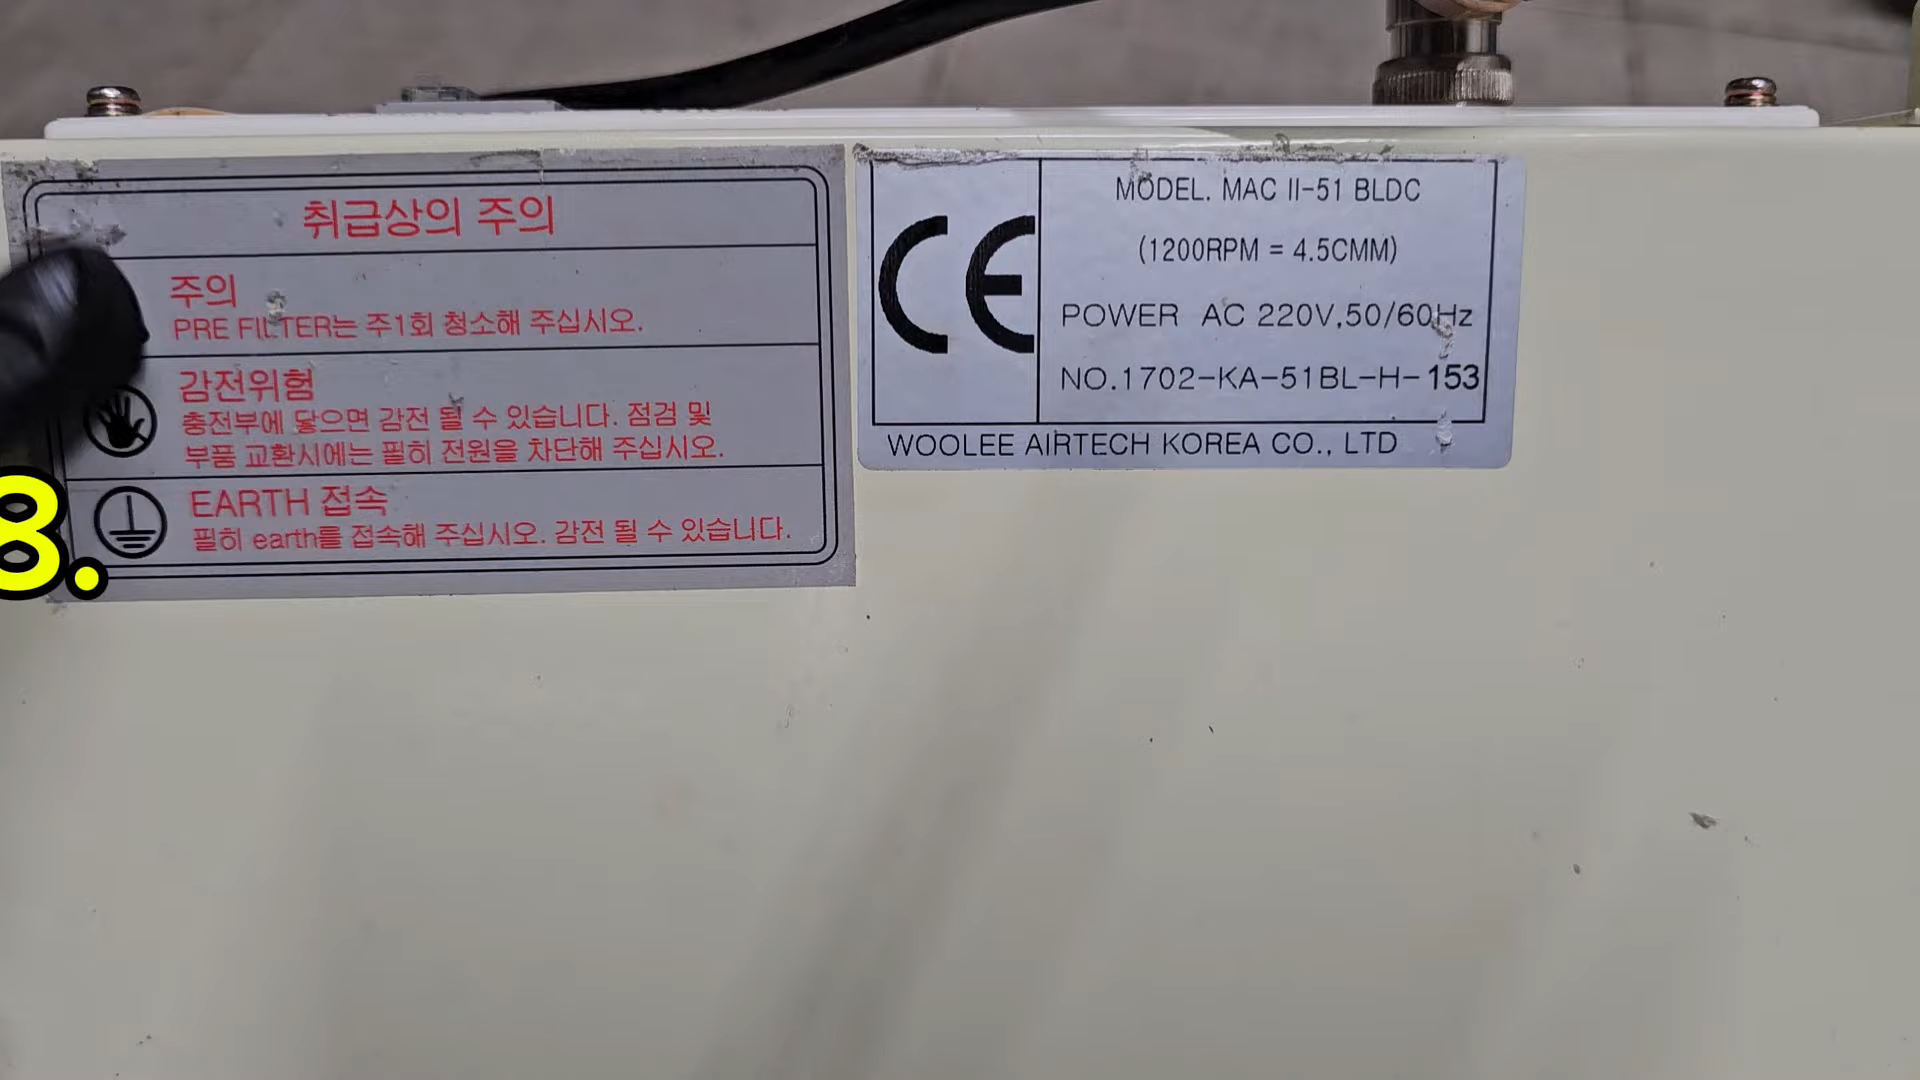 취급상의 주의
주의
PRE FILTER는 주1회 청소해 주십시오.
감전위험
충전부에 닿으면 감전 될 수 있습니다. 점검 및
부품 교환시에는 필히 전원을 차단해 주십시오.
EARTH 접속
필히 earth를 접속해 주십시오. 감전 될 수 있습니다.
8.
CE
MODEL. MAC II-51 BLDC
(1200RPM = 4.5CMM)
POWER AC 220V,50/60Hz
NO.1702-KA-51BL-H-153
WOOLEE AIRTECH KOREA CO., LTD